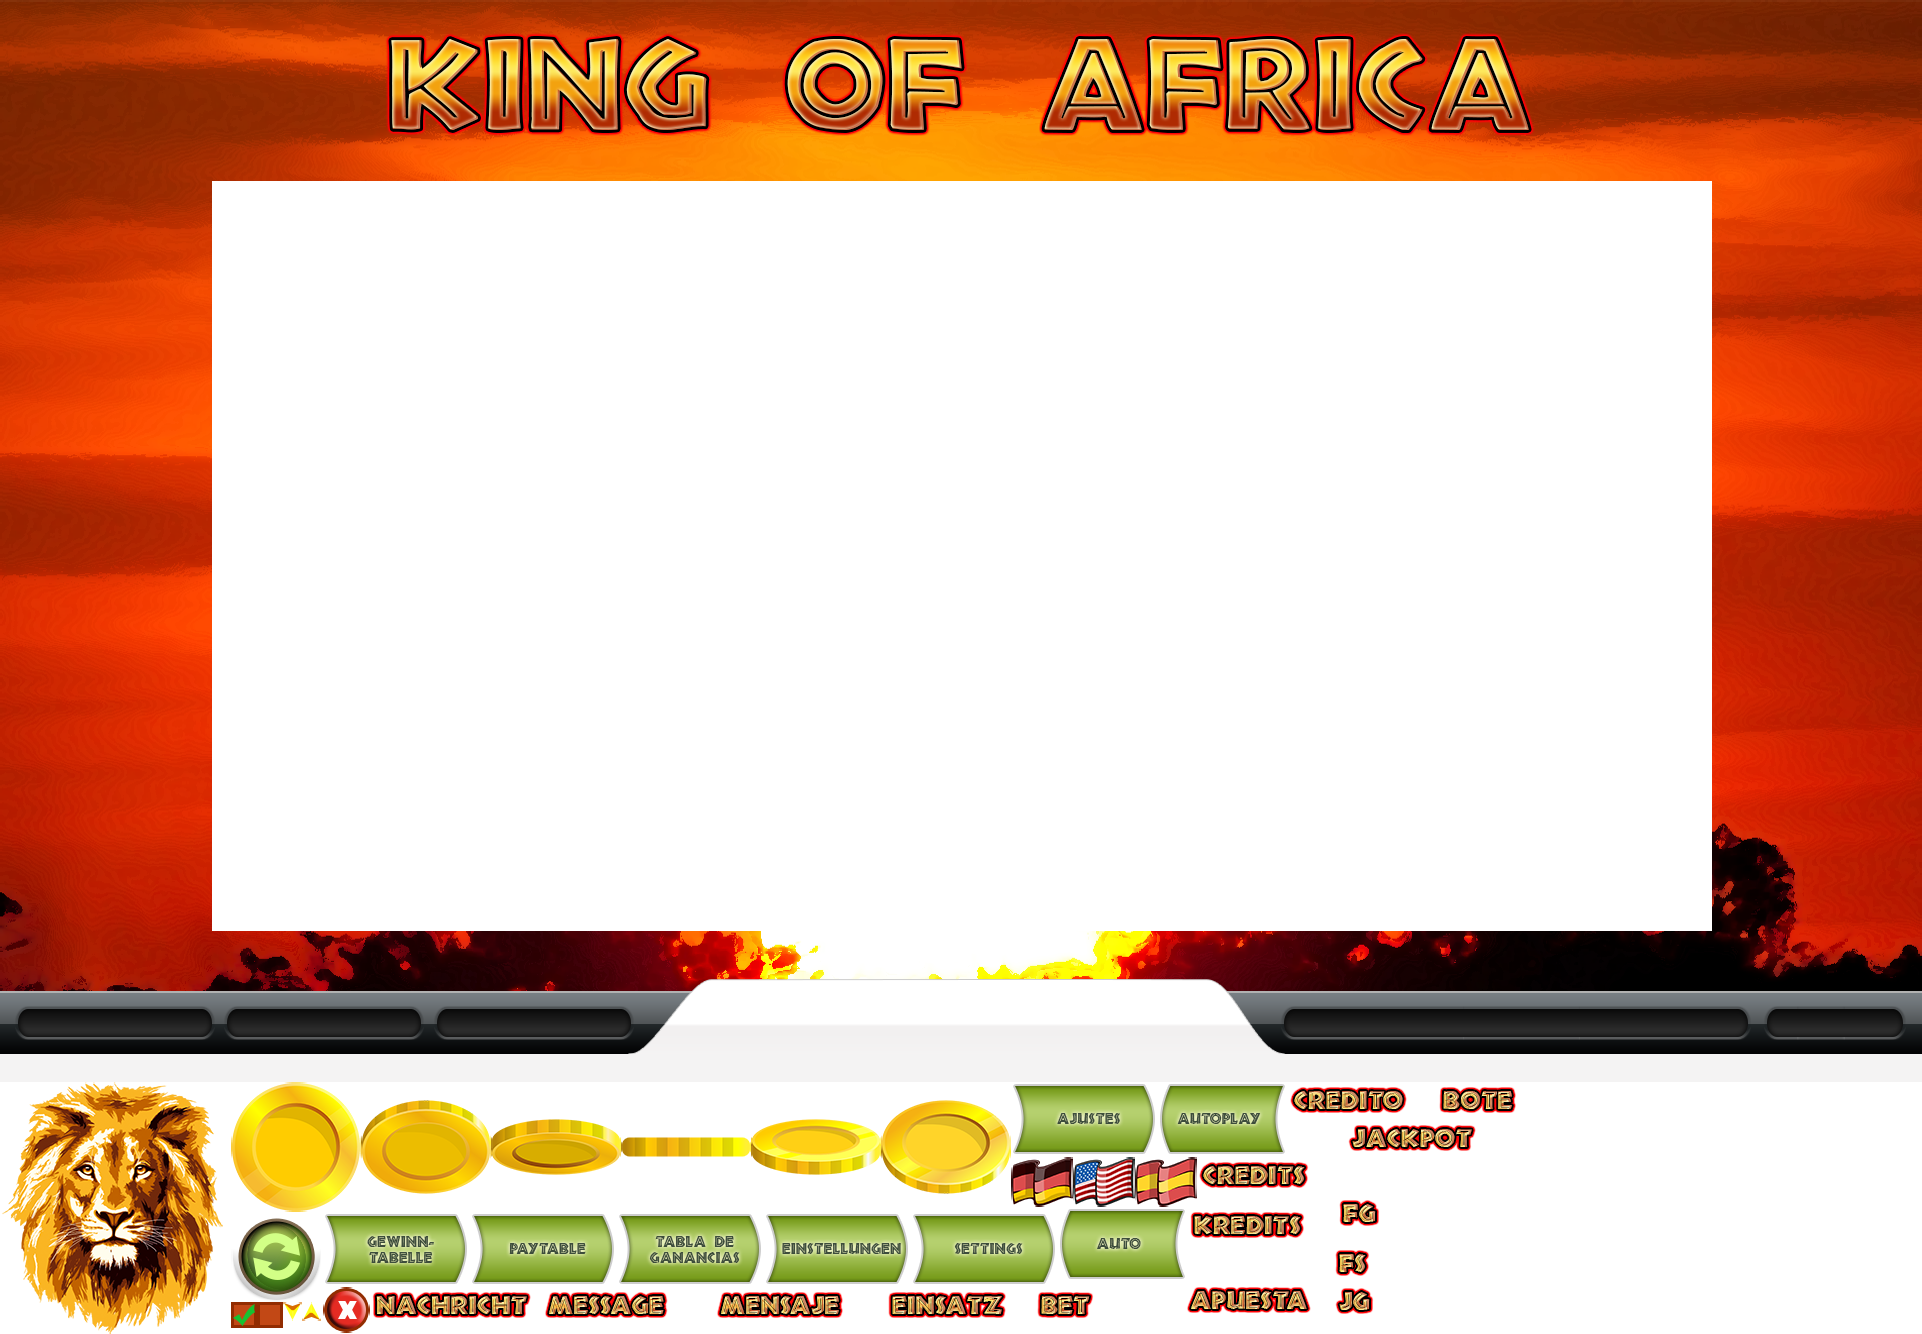 KING OF AFRICA
AJUSTES
AUTOPLAY
CREDITO
BOTE
JACKPOT
CREDITS
GEWINN-
TABELLE
PAYTABLE
TABLA DE
GANANCIAS
EINSTELLUNGEN
SETTINGS
AUTO
KREDITS
FG
FS
X
NACHRICHT
MESSAGE
MENSAJE
EINSATZ
BET
APUESTA
JG